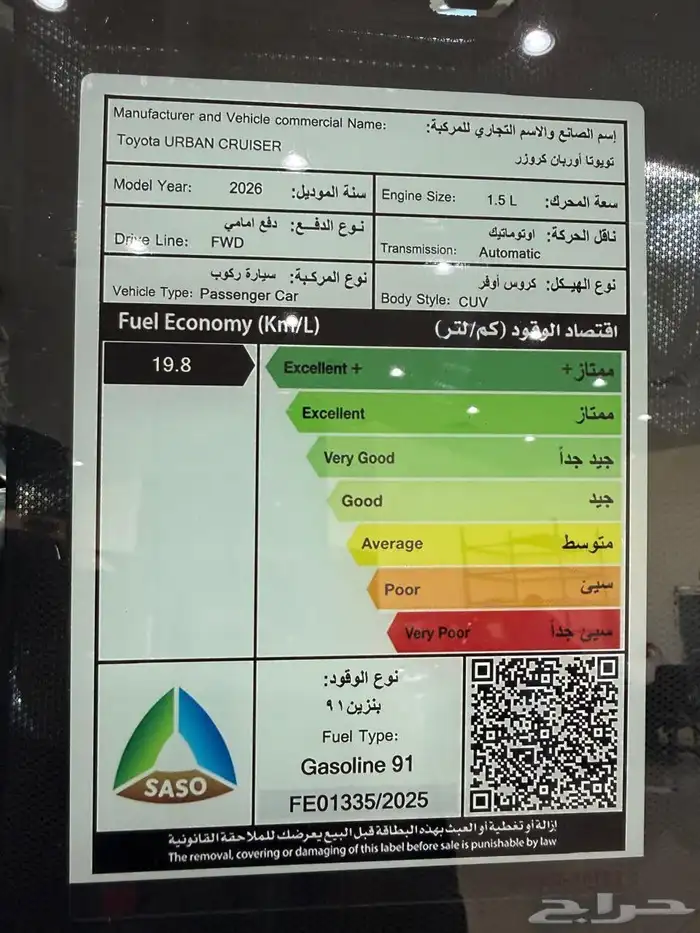 Manufacturer and Vehicle commercial Name:
إسم الصانع والاسم التجاري للمركبة:
Toyota URBAN CRUISER
تويوتا أوربان كروزر
Model Year: 2026 سنة الموديل:
Engine Size: 1.5 L سعة المحرك:
نوع الدفع: دفع امامي
Drive Line: FWD
ناقل الحركة: اوتوماتيك
Transmission: Automatic
نوع المركبة: سيارة ركوب
Vehicle Type: Passenger Car
نوع الهيكل: كروس أوفر
Body Style: CUV
Fuel Economy (Km/L) اقتصاد الوقود (كم/لتر)
19.8
Excellent + ممتاز +
Excellent ممتاز
Very Good جيد جداً
Good جيد
Average متوسط
Poor سيئ
Very Poor سيئ جداً
SASO
نوع الوقود:
بنزين ٩١
Fuel Type:
Gasoline 91
FE01335/2025
إزالة أو تغطية أو العبث بهذه البطاقة قبل البيع يعرضك للملاحقة القانونية
The removal, covering or damaging of this label before sale is punishable by law
حراج